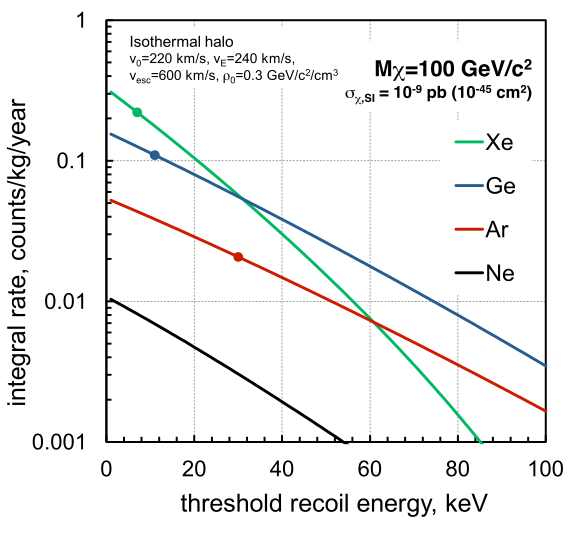 1
Isothermal halo
v₀=220 km/s, vE=240 km/s,
vesc=600 km/s, ρ₀=0.3 GeV/c²/cm³
Mχ=100 GeV/c²
σχ,SI = 10⁻⁹ pb (10⁻⁴⁵ cm²)
Xe
Ge
Ar
Ne
0.1
0.01
0.001
integral rate, counts/kg/year
0 20 40 60 80 100
threshold recoil energy, keV